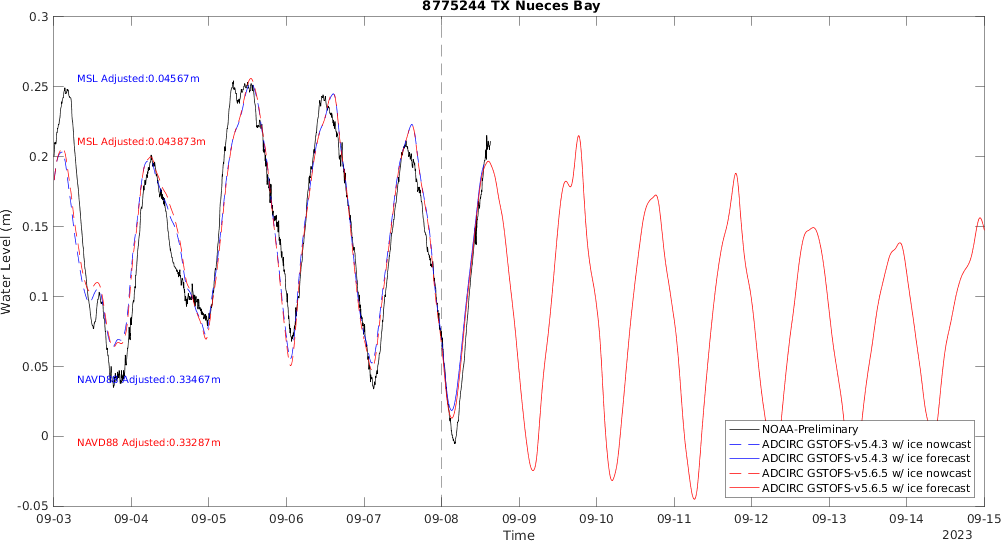 8775244 TX Nueces Bay
0.3
0.25
0.2
0.15
0.1
0.05
0
-0.05
Water Level (m)
MSL Adjusted:0.04567m
MSL Adjusted:0.043873m
NAVD88 Adjusted:0.33467m
NAVD88 Adjusted:0.33287m
NOAA-Preliminary
ADCIRC GSTOFS-v5.4.3 w/ ice nowcast
ADCIRC GSTOFS-v5.4.3 w/ ice forecast
ADCIRC GSTOFS-v5.6.5 w/ ice nowcast
ADCIRC GSTOFS-v5.6.5 w/ ice forecast
09-03 09-04 09-05 09-06 09-07 09-08 09-09 09-10 09-11 09-12 09-13 09-14 09-15
Time
2023